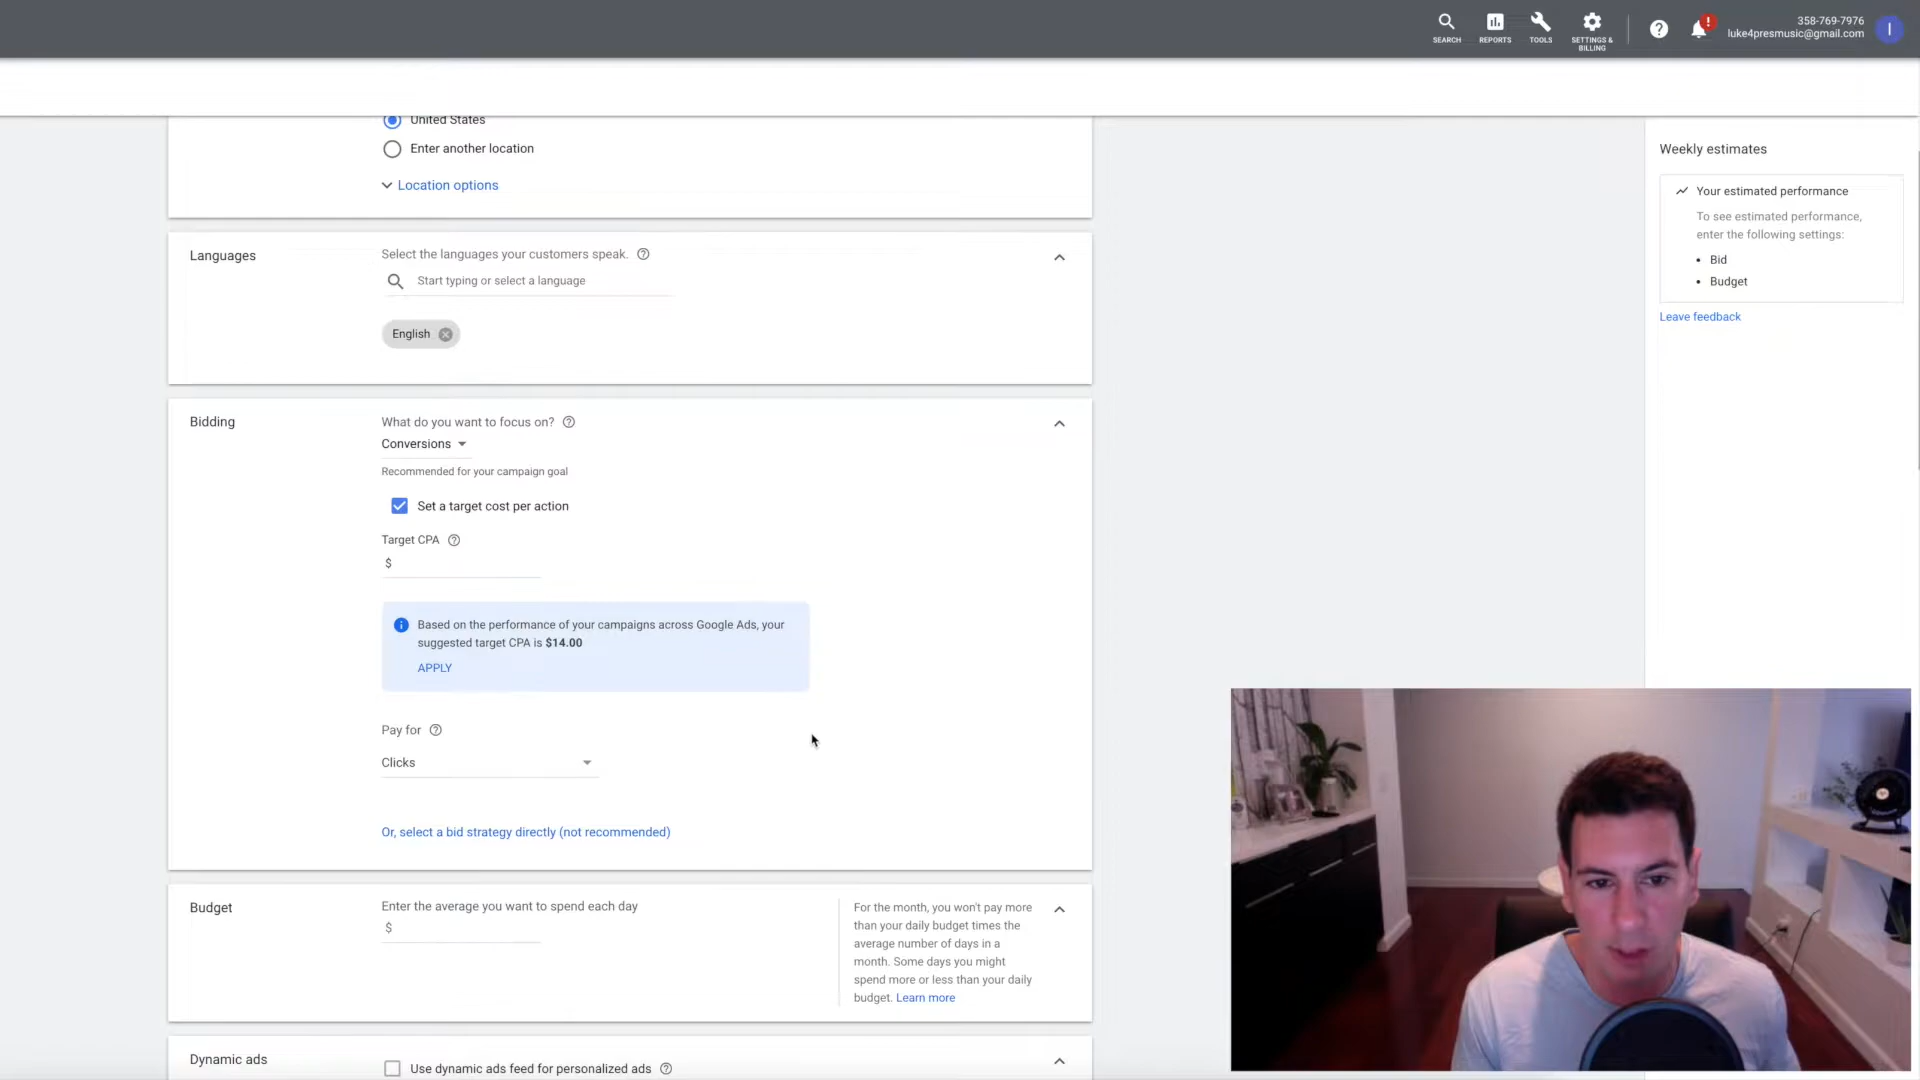 SEARCH
REPORTS
TOOLS
SETTINGS &
BILLING
!
358-769-7976
luke4presmusic@gmail.com
I
United States
Enter another location
Location options
Weekly estimates
Your estimated performance
To see estimated performance,
enter the following settings:
• Bid
• Budget
Leave feedback
Languages
Select the languages your customers speak.
Start typing or select a language
English
Bidding
What do you want to focus on?
Conversions
Recommended for your campaign goal
Set a target cost per action
Target CPA
$
Based on the performance of your campaigns across Google Ads, your
suggested target CPA is $14.00
APPLY
Pay for
Clicks
Or, select a bid strategy directly (not recommended)
Budget
Enter the average you want to spend each day
$
For the month, you won't pay more
than your daily budget times the
average number of days in a
month. Some days you might
spend more or less than your daily
budget. Learn more
Dynamic ads
Use dynamic ads feed for personalized ads